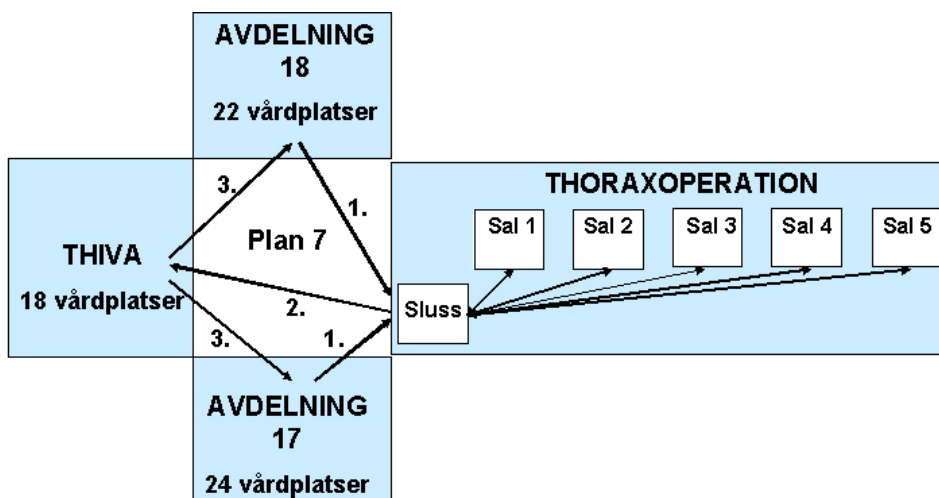 AVDELNING
18
22 vårdplatser
THORAXOPERATION
3.
1.
Sal 1
Sal 2
Sal 3
Sal 4
Sal 5
Plan 7
THIVA
18 vårdplatser
2.
Sluss
3.
1.
AVDELNING
17
24 vårdplatser